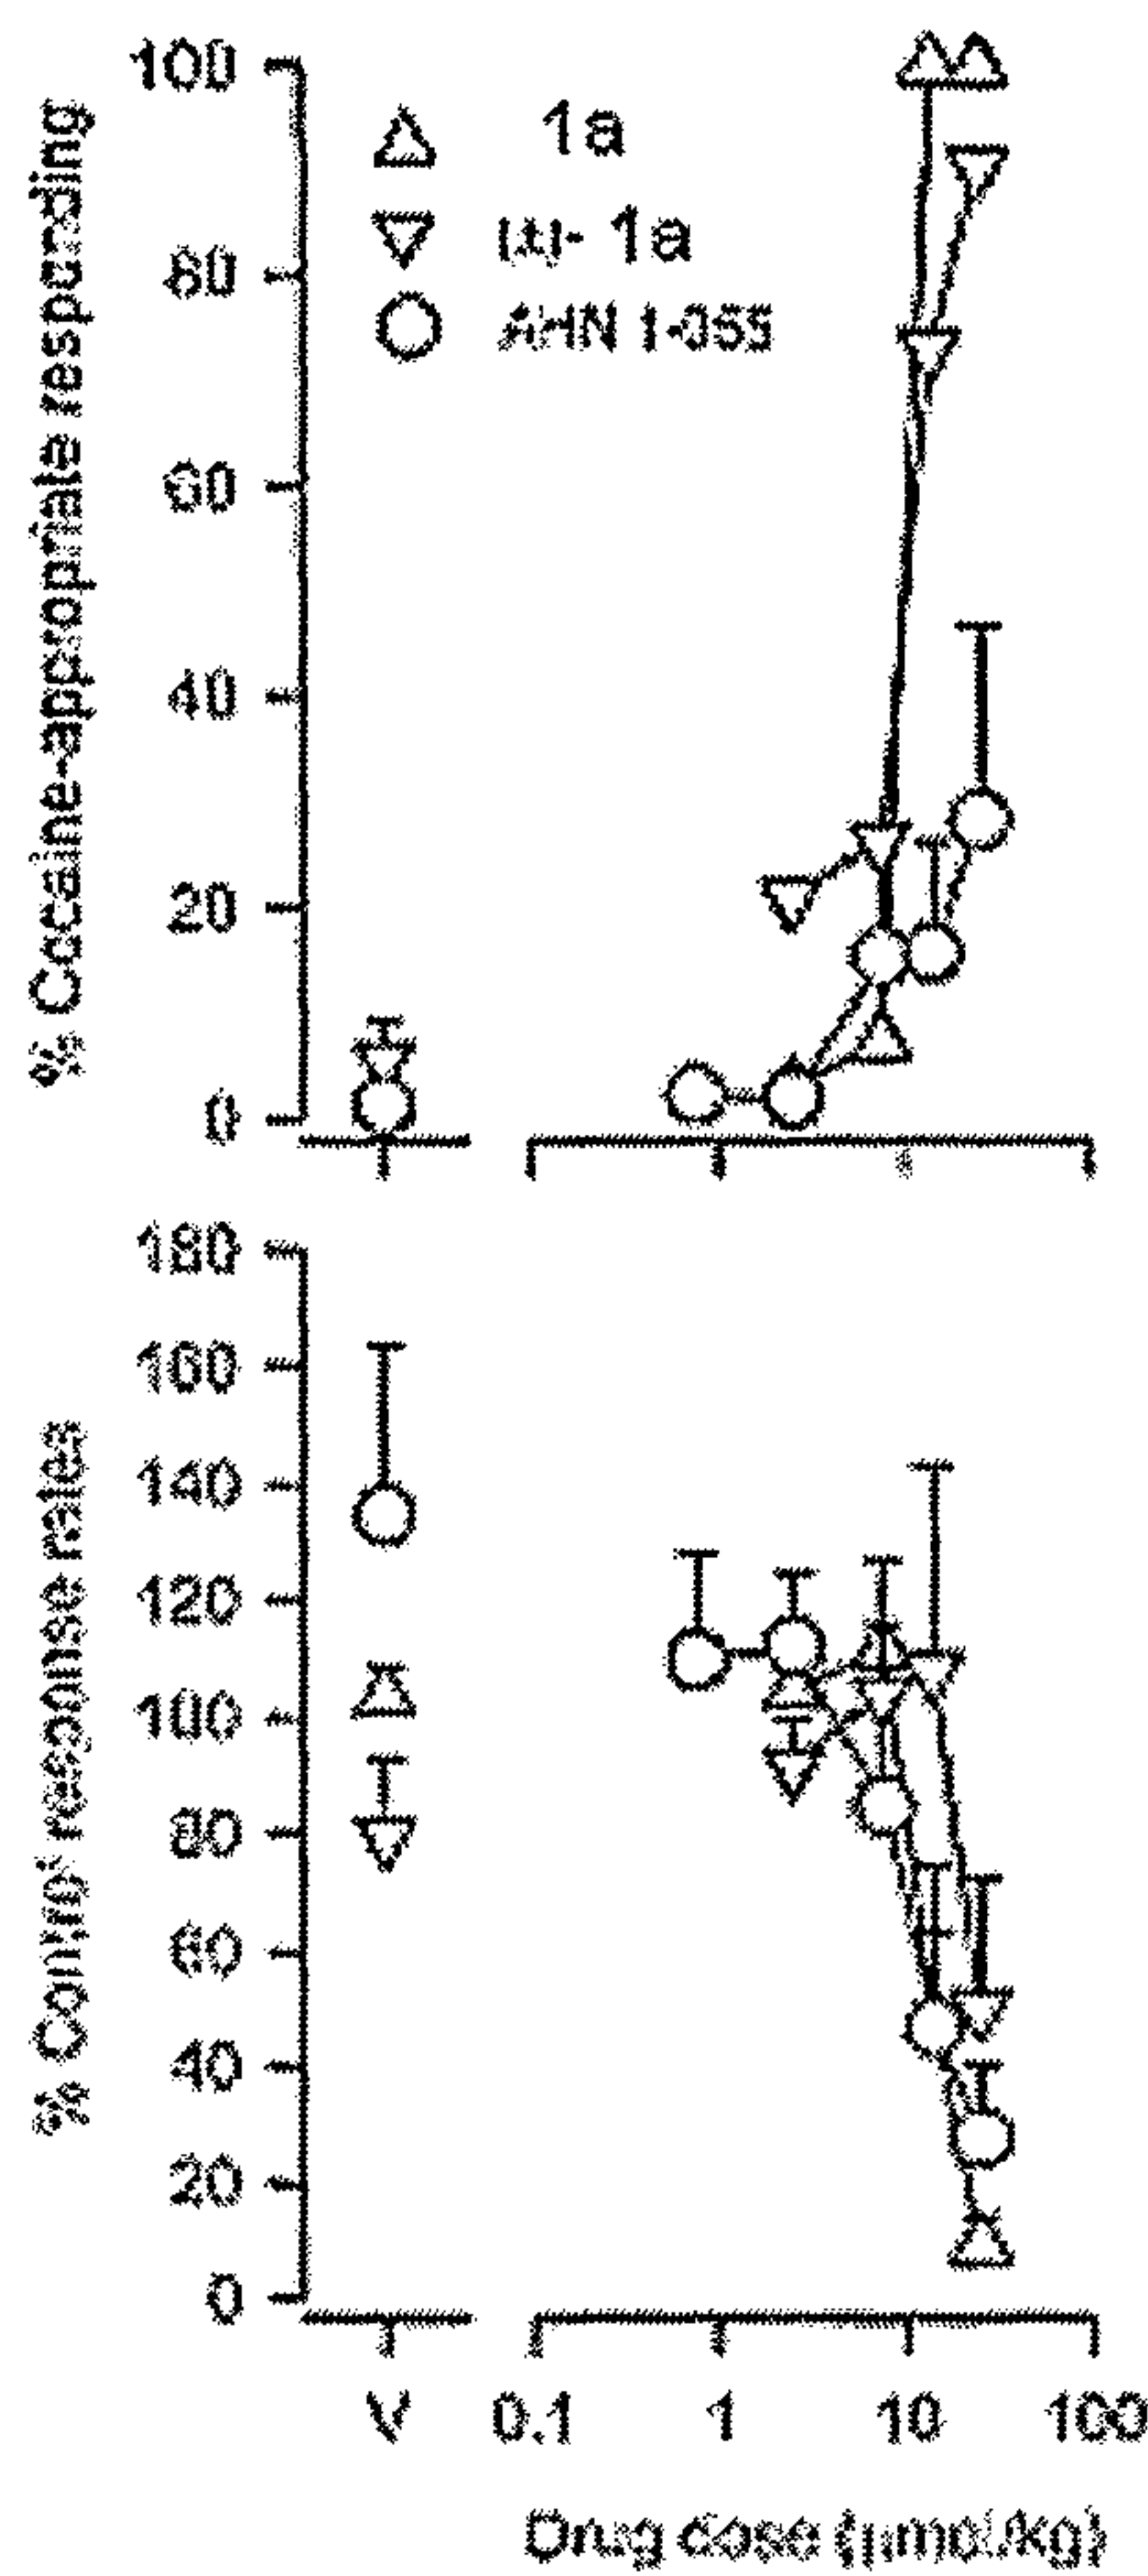 % Cocaine-appropriate responding
100
80
60
40
20
0
1a
1a
AHN 1-055
% Control response rates
180
160
140
120
100
80
60
40
20
0
V 0.1 1 10 100
Drug dose (μmol/kg)